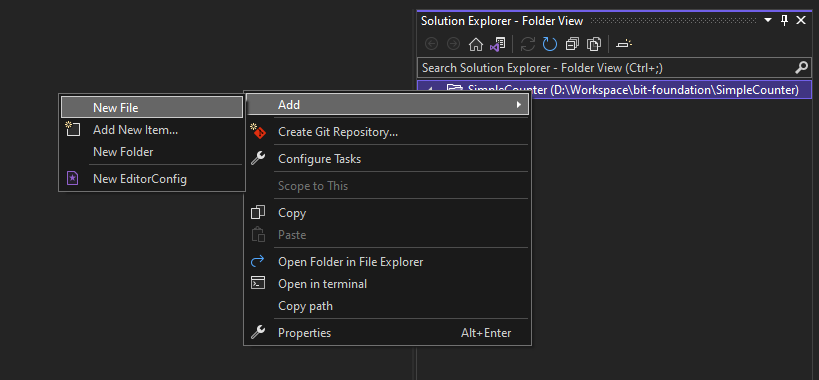 Solution Explorer - Folder View
Search Solution Explorer - Folder View (Ctrl+;)
SimpleCounter (D:\Workspace\bit-foundation\SimpleCounter)
New File
Add New Item...
New Folder
New EditorConfig
Add
Create Git Repository...
Configure Tasks
Scope to This
Copy
Paste
Open Folder in File Explorer
Open in terminal
Copy path
Properties Alt+Enter